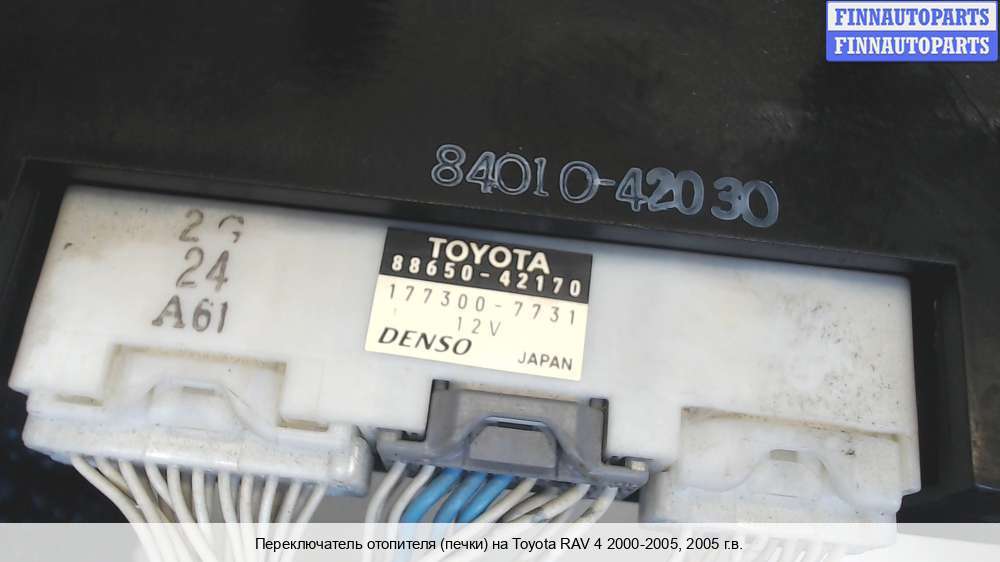 FINNAUTOPARTS
FINNAUTOPARTS
84010-42030
24
A61
TOYOTA
88650-42170
177300-7731
12V
DENSO
JAPAN
Переключатель отопителя (печки) на Toyota RAV 4 2000-2005, 2005 г.в.